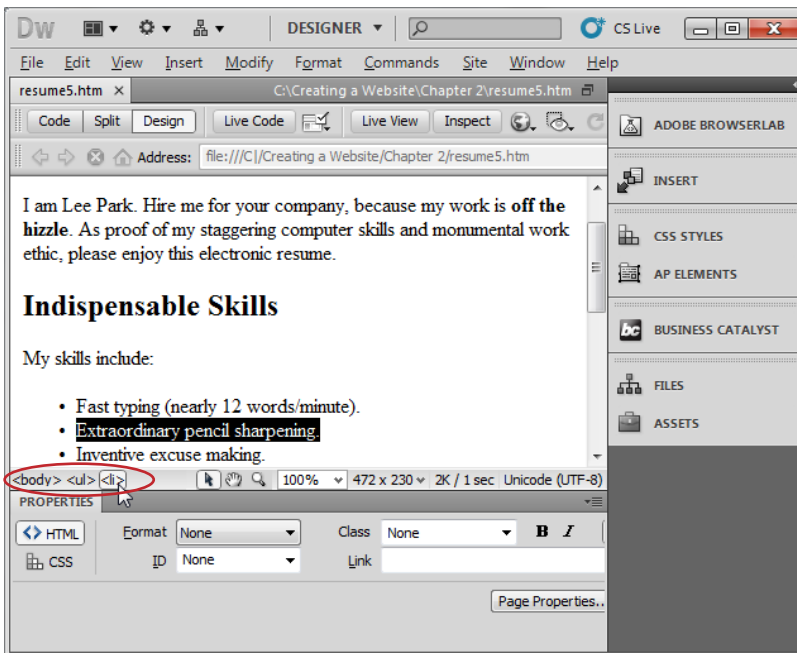 Dw DESIGNER CS Live
File Edit View Insert Modify Format Commands Site Window Help
resume5.htm × C:\Creating a Website\Chapter 2\resume5.htm
Code Split Design Live Code Live View Inspect
Address: file:///C|/Creating a Website/Chapter 2/resume5.htm
I am Lee Park. Hire me for your company, because my work is off the
hizzle. As proof of my staggering computer skills and monumental work
ethic, please enjoy this electronic resume.
Indispensable Skills
My skills include:
• Fast typing (nearly 12 words/minute).
• Extraordinary pencil sharpening.
• Inventive excuse making.
<body> <ul> <li> 100% 472 x 230 2K / 1 sec Unicode (UTF-8)
PROPERTIES
<> HTML Format None Class None B I
CSS ID None Link
Page Properties..
ADOBE BROWSERLAB
INSERT
CSS STYLES
AP ELEMENTS
bc BUSINESS CATALYST
FILES
ASSETS